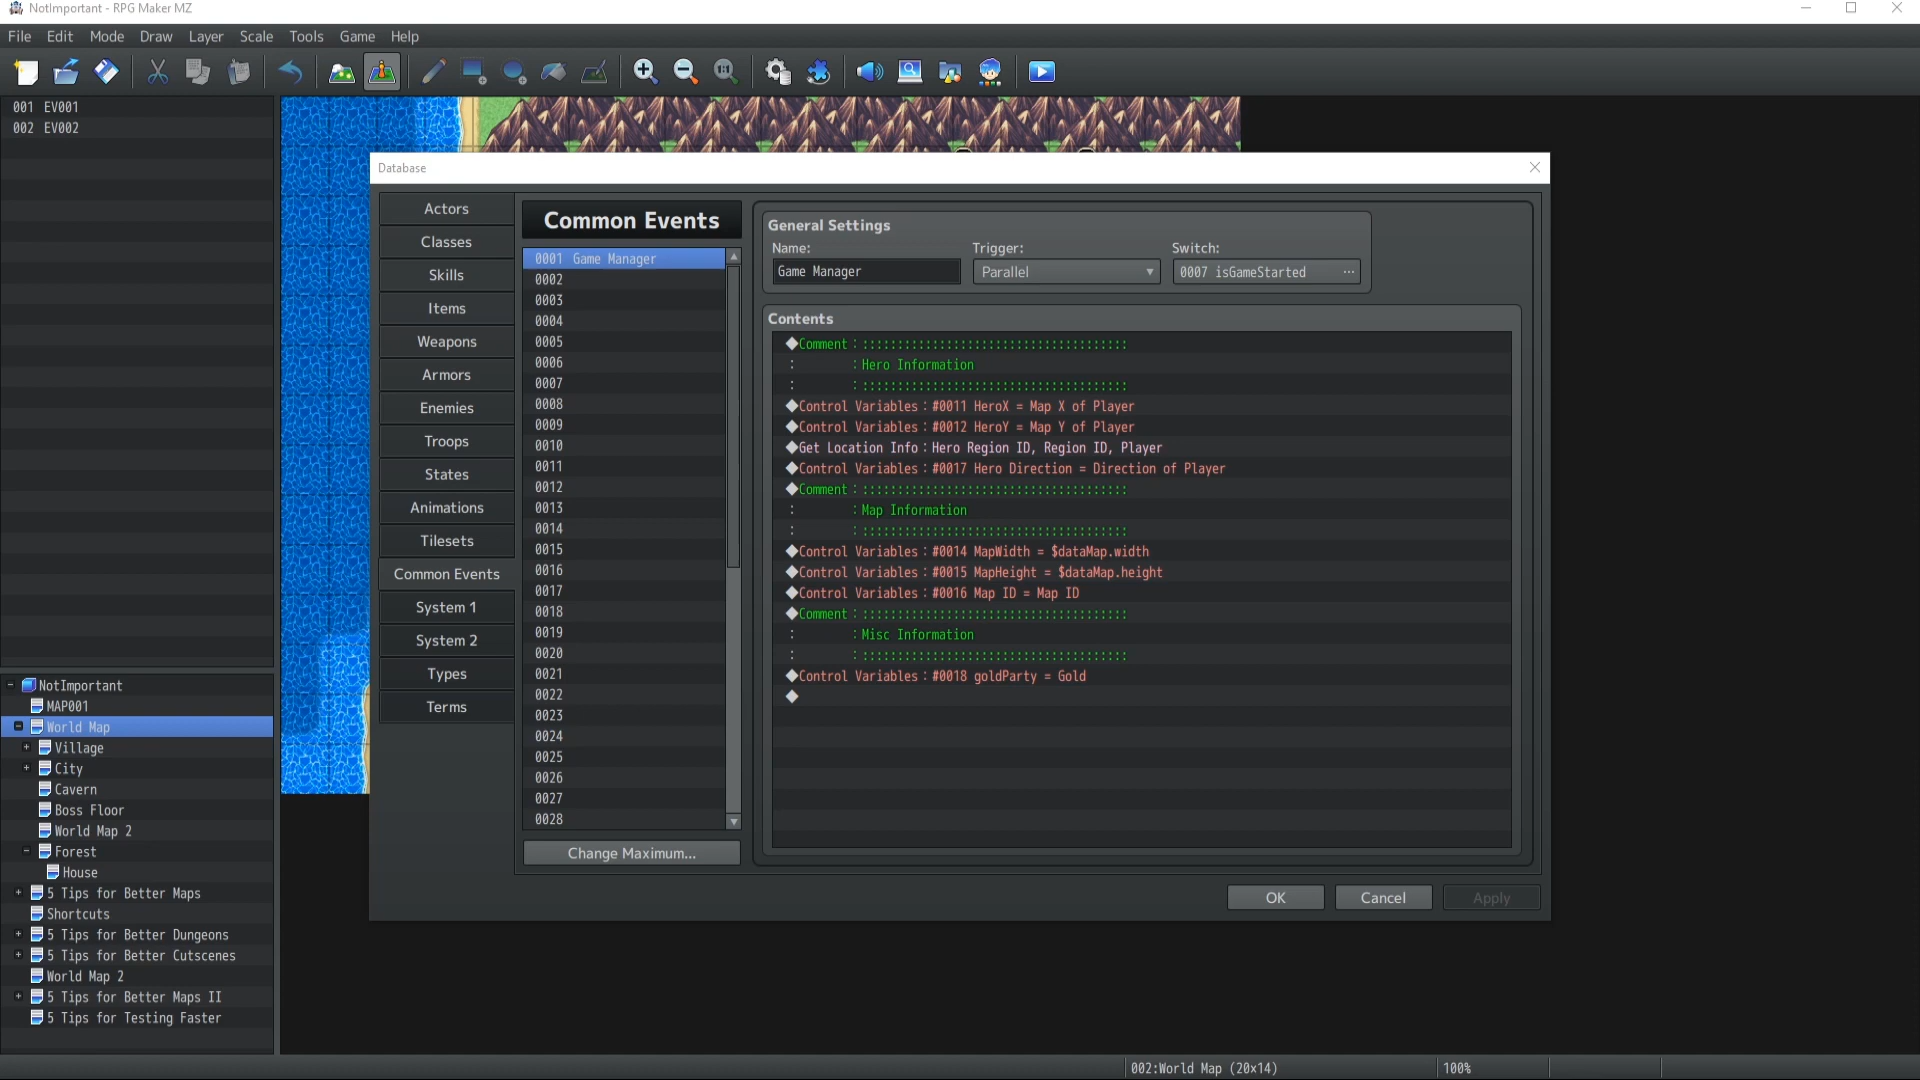 NotImportant - RPG Maker MZ
File Edit Mode Draw Layer Scale Tools Game Help
001 EV001
002 EV002
NotImportant
MAP001
World Map
Village
City
Cavern
Boss Floor
World Map 2
Forest
House
5 Tips for Better Maps
Shortcuts
5 Tips for Better Dungeons
5 Tips for Better Cutscenes
World Map 2
5 Tips for Better Maps II
5 Tips for Testing Faster
Database
Actors
Classes
Skills
Items
Weapons
Armors
Enemies
Troops
States
Animations
Tilesets
Common Events
System 1
System 2
Types
Terms
Common Events
0001 Game Manager
0002
0003
0004
0005
0006
0007
0008
0009
0010
0011
0012
0013
0014
0015
0016
0017
0018
0019
0020
0021
0022
0023
0024
0025
0026
0027
0028
Change Maximum...
General Settings
Name: Trigger: Switch:
Game Manager Parallel 0007 isGameStarted ...
Contents
◆Comment : ::::::::::::::::::::::::::::::::::::::
: : Hero Information
: : ::::::::::::::::::::::::::::::::::::::
◆Control Variables : #0011 HeroX = Map X of Player
◆Control Variables : #0012 HeroY = Map Y of Player
◆Get Location Info : Hero Region ID, Region ID, Player
◆Control Variables : #0017 Hero Direction = Direction of Player
◆Comment : ::::::::::::::::::::::::::::::::::::::
: : Map Information
: : ::::::::::::::::::::::::::::::::::::::
◆Control Variables : #0014 MapWidth = $dataMap.width
◆Control Variables : #0015 MapHeight = $dataMap.height
◆Control Variables : #0016 Map ID = Map ID
◆Comment : ::::::::::::::::::::::::::::::::::::::
: : Misc Information
: : ::::::::::::::::::::::::::::::::::::::
◆Control Variables : #0018 goldParty = Gold
◆
OK Cancel Apply
002:World Map (20x14) 100%